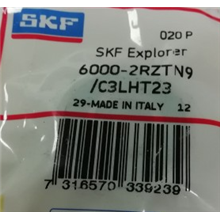 SKF
020 P
SKF Explorer
6000-2RZTN9
/C3LHT23
29-MADE IN ITALY 12
7 316570 339239